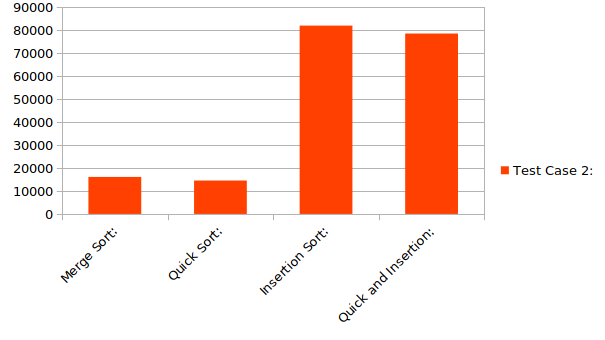 90000
80000
70000
60000
50000
40000
30000
20000
10000
0
Merge Sort:
Quick Sort:
Insertion Sort:
Quick and Insertion:
Test Case 2: